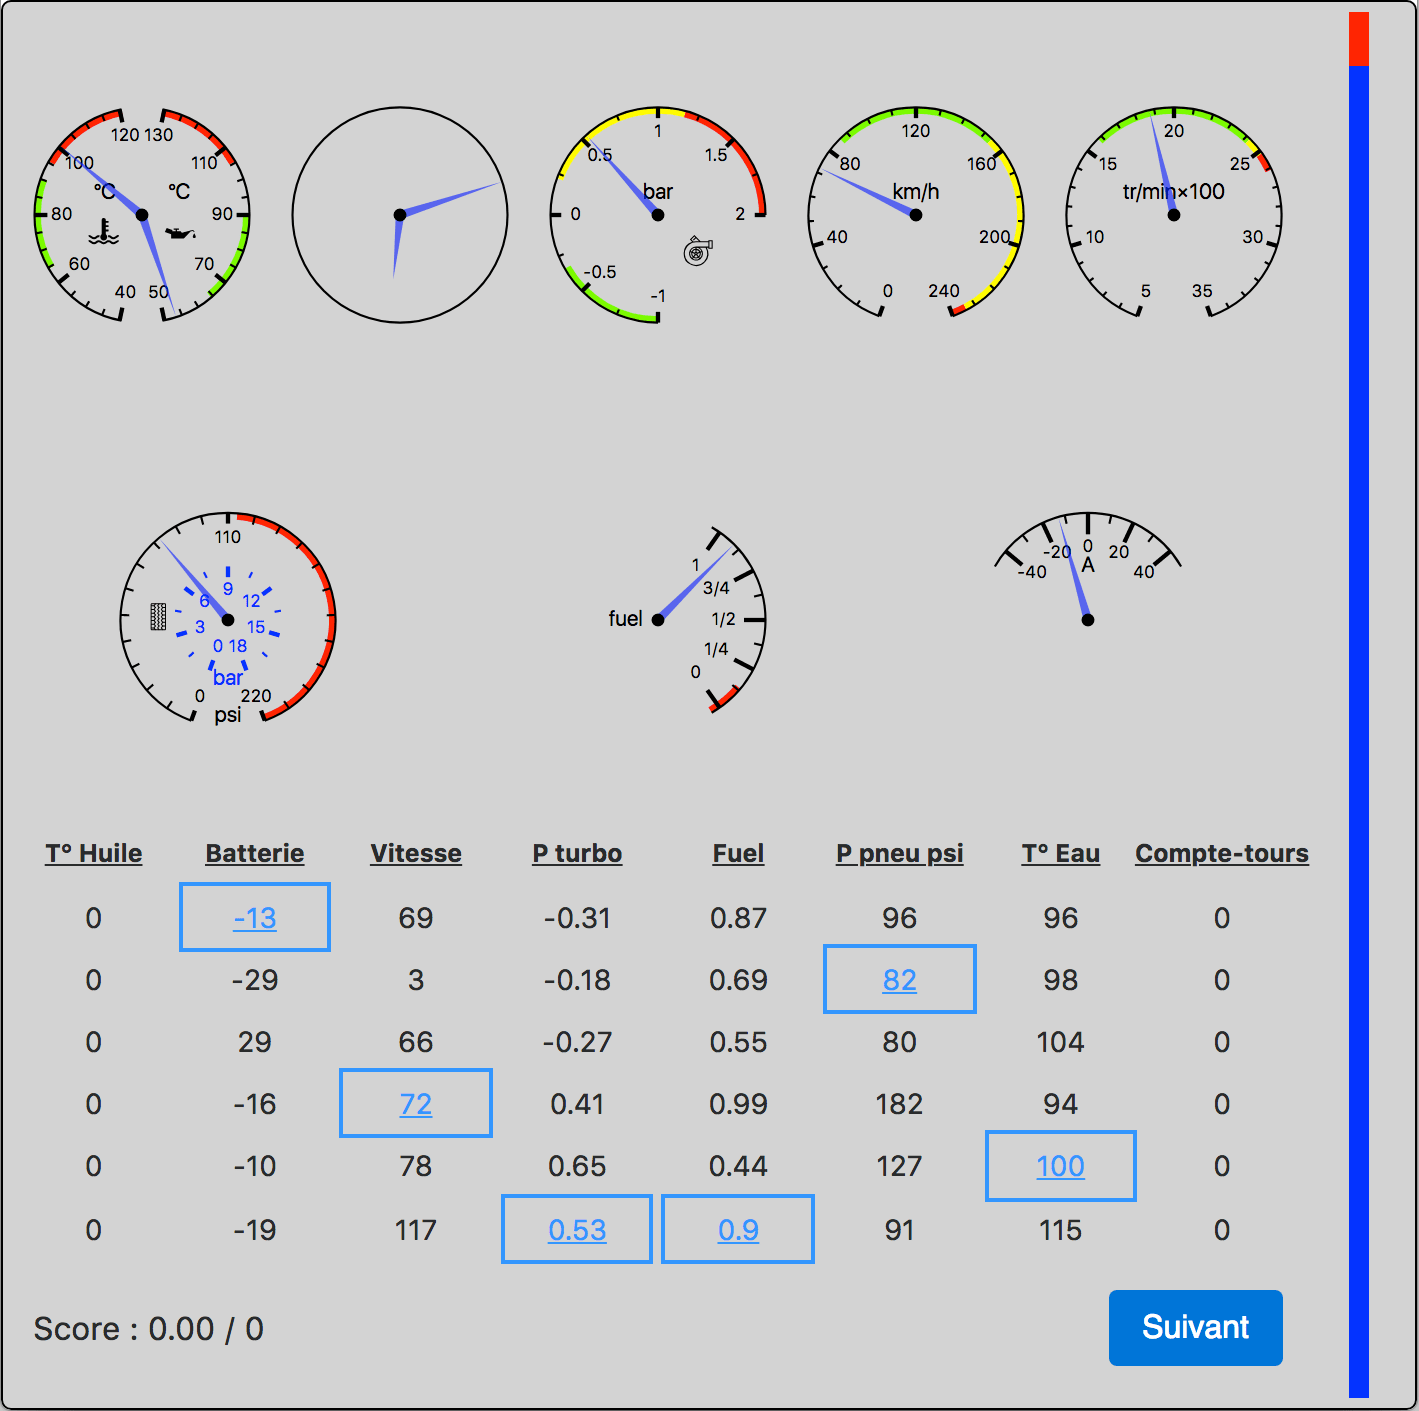 120 130
100 110
°C °C
80 90
60 70
40 50
1
0.5 1.5
bar
0 2
-0.5
-1
120
80 160
km/h
40 200
0 240
20
15 25
tr/min×100
10 30
5 35
110
9
6 12
3 15
0 18
bar
0 220
psi
1
3/4
fuel 1/2
1/4
0
-20 0 20
-40 A 40
T° Huile Batterie Vitesse P turbo Fuel P pneu psi T° Eau Compte-tours
0 -13 69 -0.31 0.87 96 96 0
0 -29 3 -0.18 0.69 82 98 0
0 29 66 -0.27 0.55 80 104 0
0 -16 72 0.41 0.99 182 94 0
0 -10 78 0.65 0.44 127 100 0
0 -19 117 0.53 0.9 91 115 0
Score : 0.00 / 0 Suivant